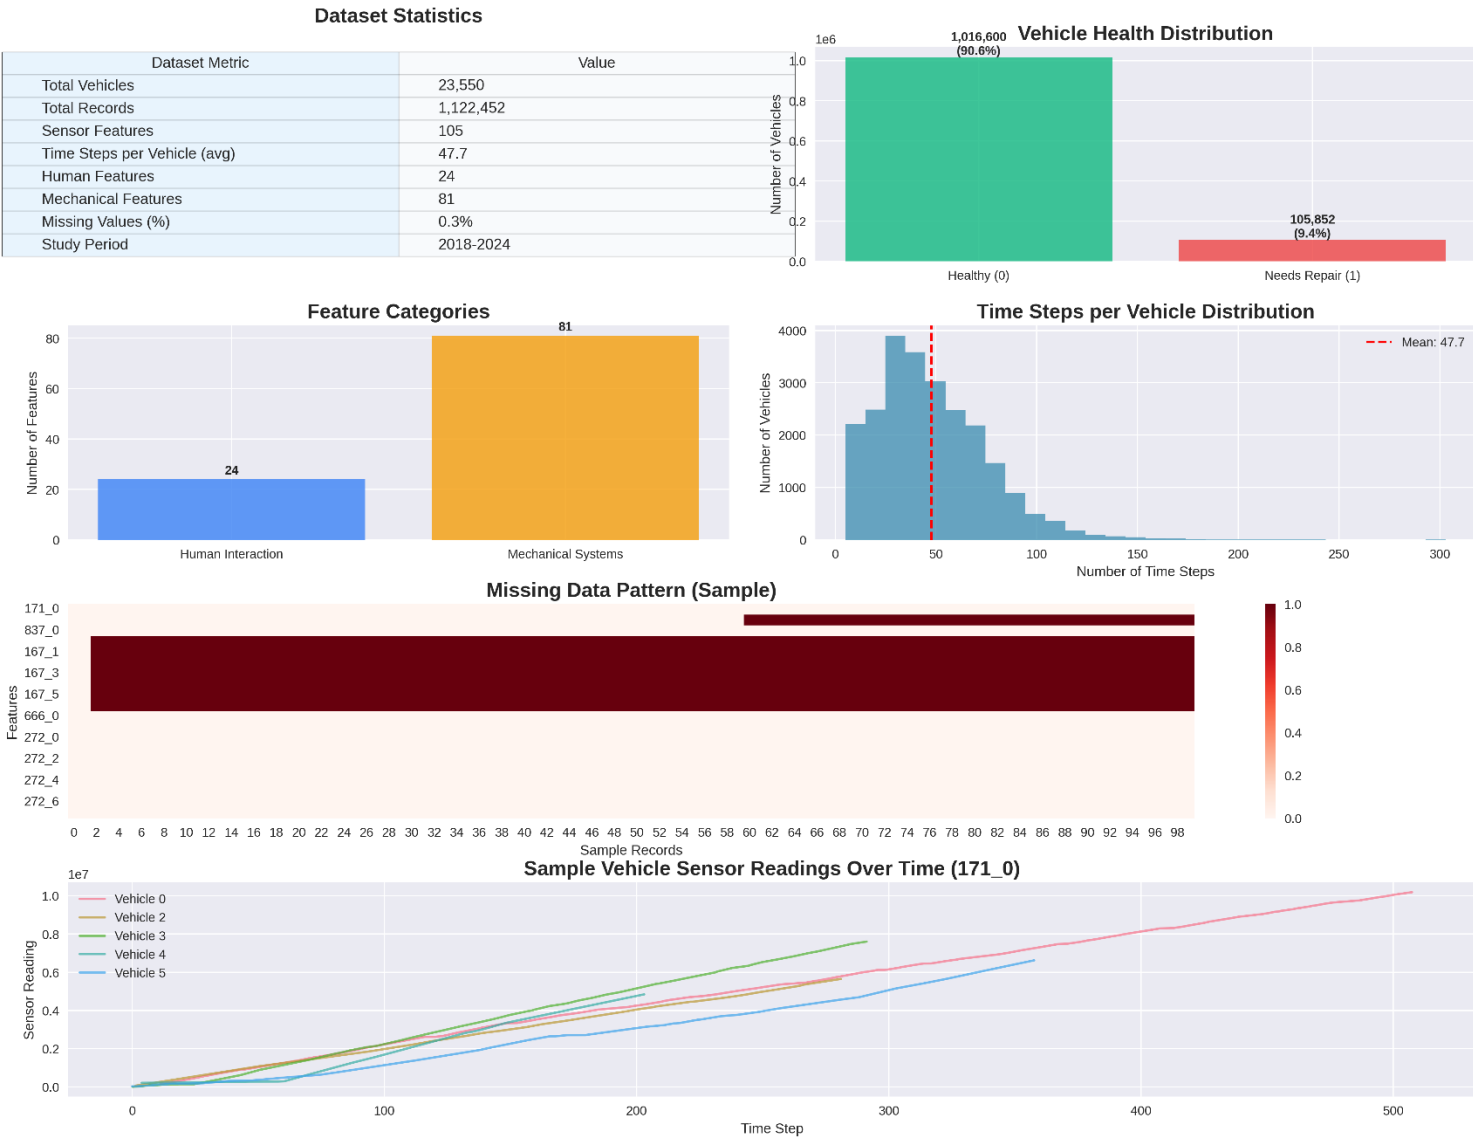 Dataset Statistics
Dataset Metric Value
Total Vehicles 23,550
Total Records 1,122,452
Sensor Features 105
Time Steps per Vehicle (avg) 47.7
Human Features 24
Mechanical Features 81
Missing Values (%) 0.3%
Study Period 2018-2024
Vehicle Health Distribution
1e6
1,016,600
(90.6%)
105,852
(9.4%)
1.0
0.8
0.6
0.4
0.2
0.0
Number of Vehicles
Healthy (0) Needs Repair (1)
Feature Categories
81
24
80
60
40
20
0
Number of Features
Human Interaction Mechanical Systems
Time Steps per Vehicle Distribution
Mean: 47.7
4000
3000
2000
1000
0
Number of Vehicles
0 50 100 150 200 250 300
Number of Time Steps
Missing Data Pattern (Sample)
171_0
837_0
167_1
167_3
167_5
666_0
272_0
272_2
272_4
272_6
Features
0 2 4 6 8 10 12 14 16 18 20 22 24 26 28 30 32 34 36 38 40 42 44 46 48 50 52 54 56 58 60 62 64 66 68 70 72 74 76 78 80 82 84 86 88 90 92 94 96 98
Sample Records
1.0
0.8
0.6
0.4
0.2
0.0
Sample Vehicle Sensor Readings Over Time (171_0)
1e7
Vehicle 0
Vehicle 2
Vehicle 3
Vehicle 4
Vehicle 5
1.0
0.8
0.6
0.4
0.2
0.0
Sensor Reading
0 100 200 300 400 500
Time Step